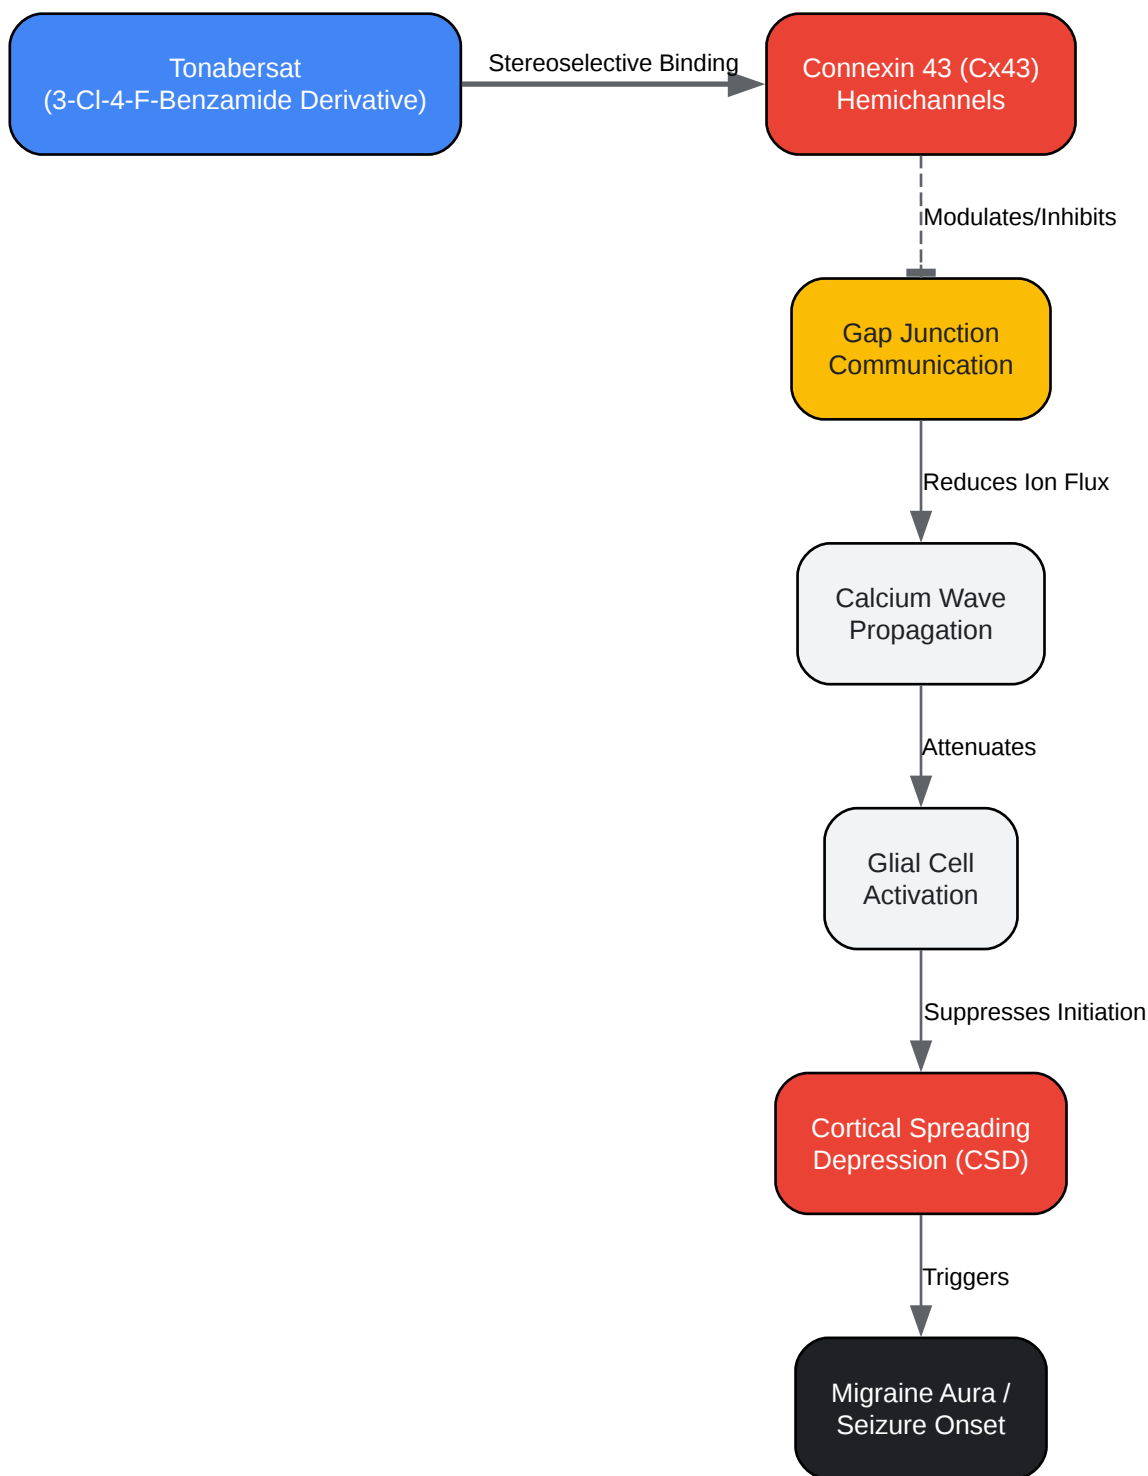 Tonabersat
(3-Cl-4-F-Benzamide Derivative)
Stereoselective Binding
Connexin 43 (Cx43)
Hemichannels
Modulates/Inhibits
Gap Junction
Communication
Reduces Ion Flux
Calcium Wave
Propagation
Attenuates
Glial Cell
Activation
Suppresses Initiation
Cortical Spreading
Depression (CSD)
Triggers
Migraine Aura /
Seizure Onset